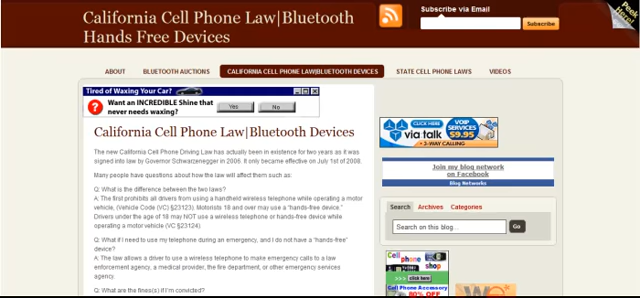 California Cell Phone Law|Bluetooth
Hands Free Devices
Subscribe via Email
Subscribe
Peek
Here!
ABOUT
BLUETOOTH AUCTIONS
CALIFORNIA CELL PHONE LAW|BLUETOOTH DEVICES
STATE CELL PHONE LAWS
VIDEOS
Tired of Waxing Your Car?
Want an INCREDIBLE Shine that
never needs waxing?
Yes
No
California Cell Phone Law|Bluetooth Devices
The new California Cell Phone Driving Law has actually been in existence for two years as it was
signed into law by Governor Schwarzenegger in 2006. It only became effective on July 1st of 2008.
Many people have questions about how the law will affect them such as:
Q: What is the difference between the two laws?
A: The first prohibits all drivers from using a handheld wireless telephone while operating a motor
vehicle, (Vehicle Code (VC) §23123). Motorists 18 and over may use a "hands-free device."
Drivers under the age of 18 may NOT use a wireless telephone or hands-free device while
operating a motor vehicle (VC §23124).
Q: What if I need to use my telephone during an emergency, and I do not have a "hands-free"
device?
A: The law allows a driver to use a wireless telephone to make emergency calls to a law
enforcement agency, a medical provider, the fire department, or other emergency services
agency.
Q: What are the fines(s) if I'm convicted?
CLICK HERE
via talk
VOIP
SERVICES
$9.95
• 3-WAY CALLING
Join my blog network
on Facebook
Blog Networks
Search
Archives
Categories
Search on this blog...
Go
Cell
phone
shop
>>> click here
Cell Phone Accessory
80% OFF